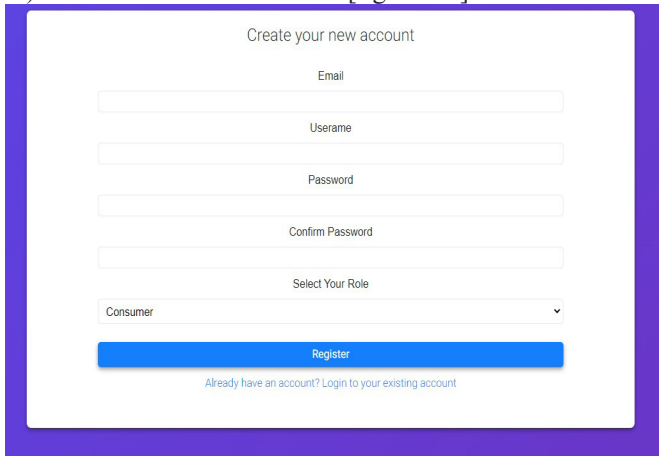 Create your new account
Email
Userame
Password
Confirm Password
Select Your Role
Consumer
Register
Already have an account? Login to your existing account